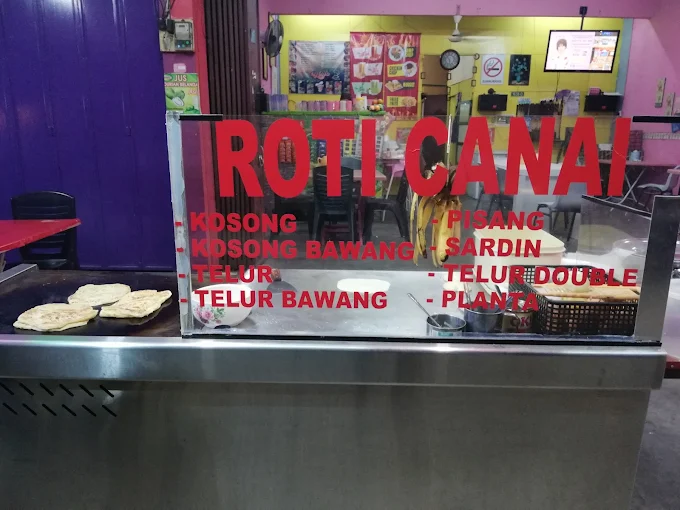 ROTI CANAI
- KOSONG
- KOSONG BAWANG
- TELUR
- TELUR BAWANG
- PISANG
- SARDIN
- TELUR DOUBLE
- PLANTA
JUS